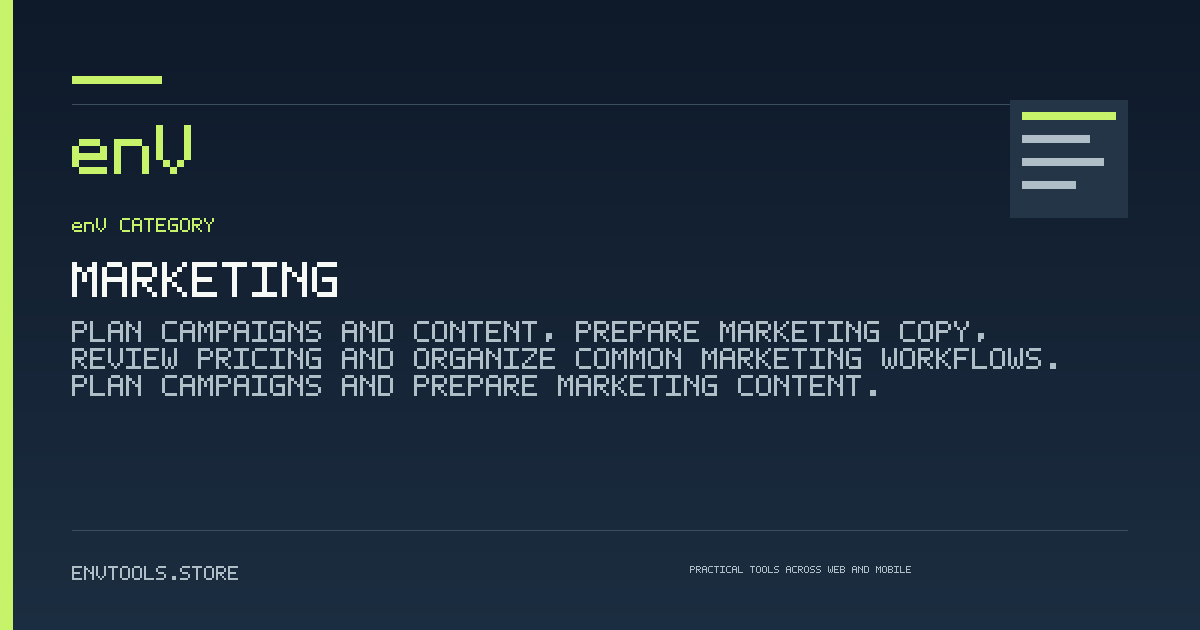 enV
enV CATEGORY
MARKETING
PLAN CAMPAIGNS AND CONTENT, PREPARE MARKETING COPY,
REVIEW PRICING AND ORGANIZE COMMON MARKETING WORKFLOWS.
PLAN CAMPAIGNS AND PREPARE MARKETING CONTENT.
ENVTOOLS.STORE
PRACTICAL TOOLS ACROSS WEB AND MOBILE